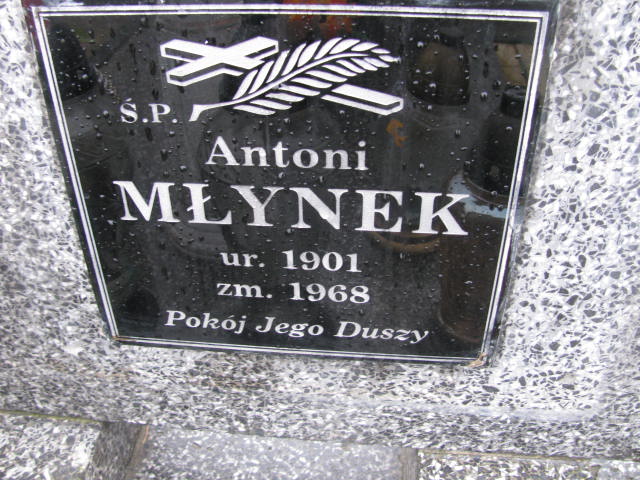 Ś.P.
Antoni
MŁYNEK
ur. 1901
zm. 1968
Pokój Jego Duszy